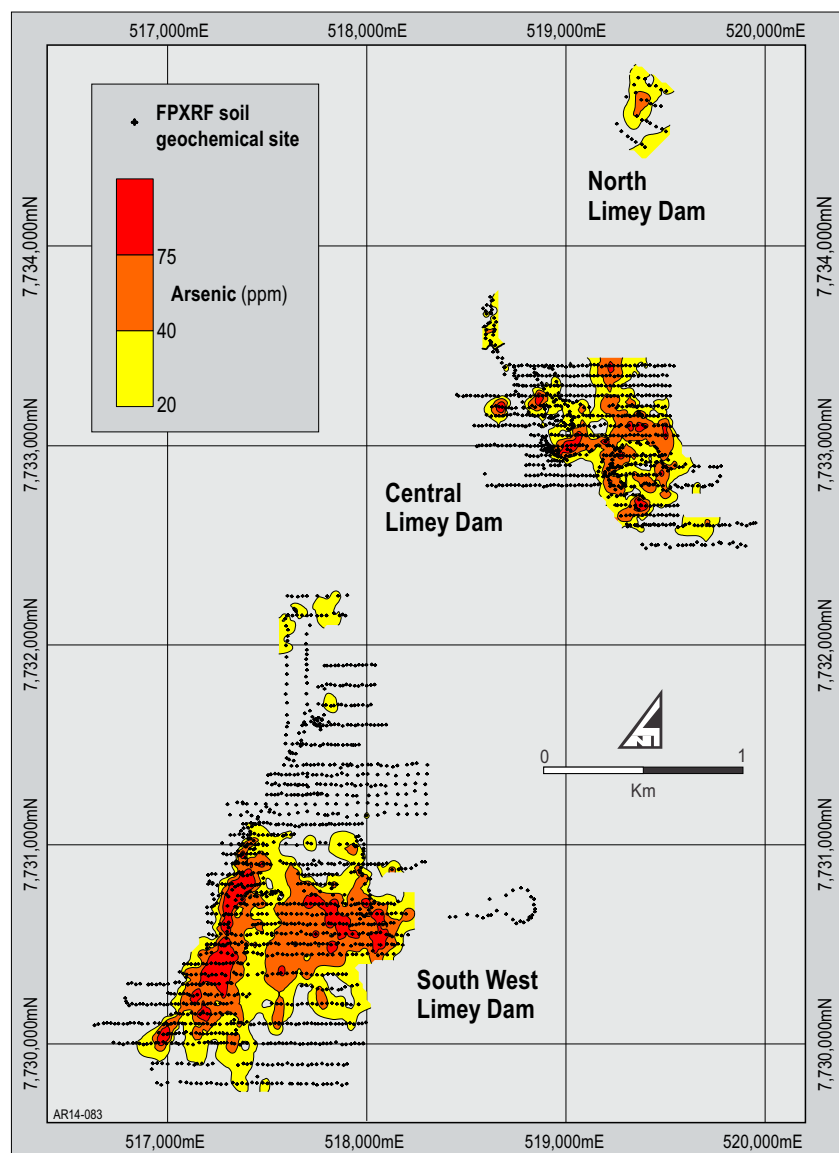 517,000mE
518,000mE
519,000mE
520,000mE
FPXRF soil
geochemical site
75
Arsenic (ppm)
40
20
North
Limey Dam
Central
Limey Dam
South West
Limey Dam
N
0
1
Km
7,734,000mN
7,733,000mN
7,732,000mN
7,731,000mN
7,730,000mN
7,734,000mN
7,733,000mN
7,732,000mN
7,731,000mN
7,730,000mN
AR14-083
517,000mE
518,000mE
519,000mE
520,000mE